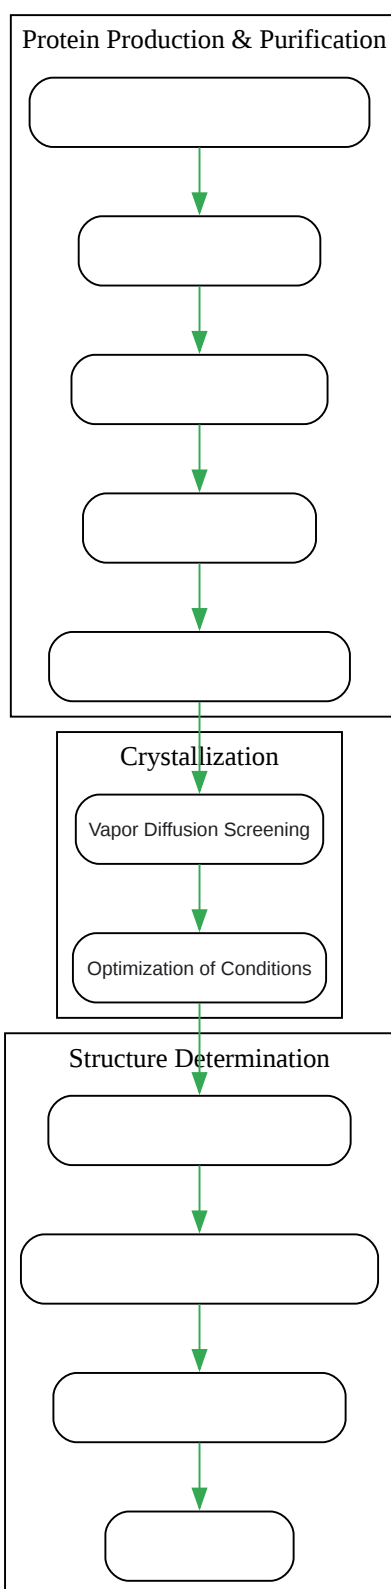 Protein Production & Purification
Crystallization
Vapor Diffusion Screening
Optimization of Conditions
Structure Determination